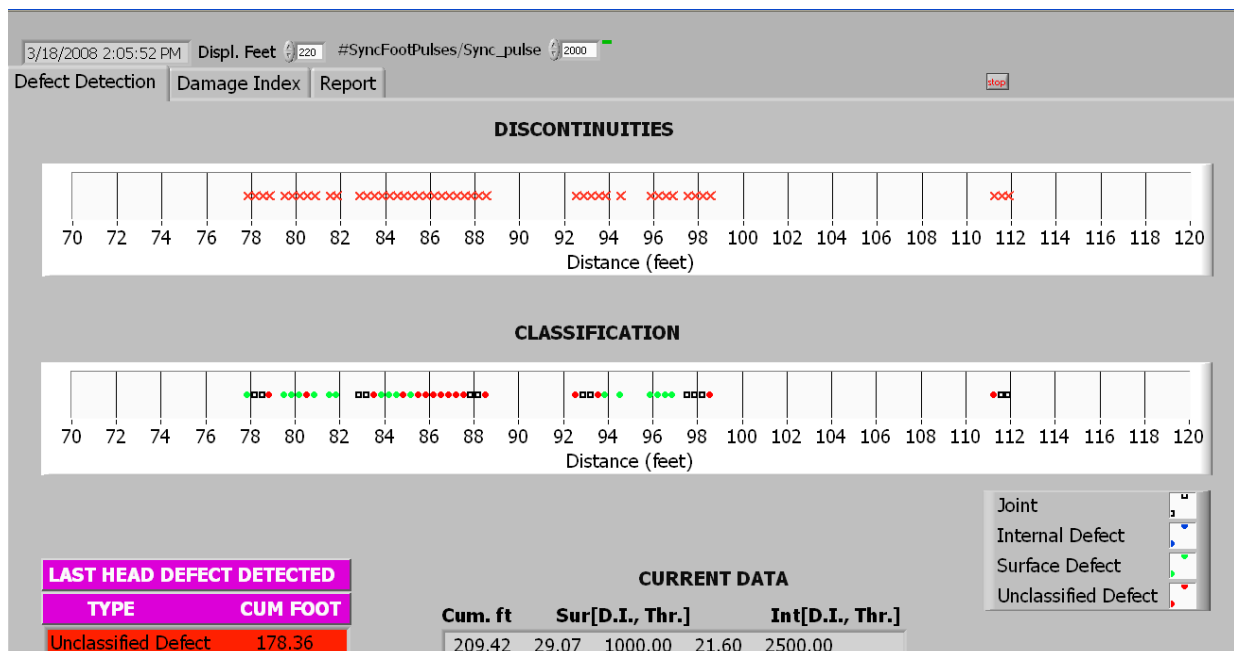 3/18/2008 2:05:52 PM Displ. Feet 220 #SyncFootPulses/Sync_pulse 2000
Defect Detection Damage Index Report stop
DISCONTINUITIES
70 72 74 76 78 80 82 84 86 88 90 92 94 96 98 100 102 104 106 108 110 112 114 116 118 120
Distance (feet)
CLASSIFICATION
70 72 74 76 78 80 82 84 86 88 90 92 94 96 98 100 102 104 106 108 110 112 114 116 118 120
Distance (feet)
Joint
Internal Defect
Surface Defect
Unclassified Defect
LAST HEAD DEFECT DETECTED
TYPE CUM FOOT
Unclassified Defect 178.36
CURRENT DATA
Cum. ft Sur[D.I., Thr.] Int[D.I., Thr.]
209.42 29.07 1000.00 21.60 2500.00